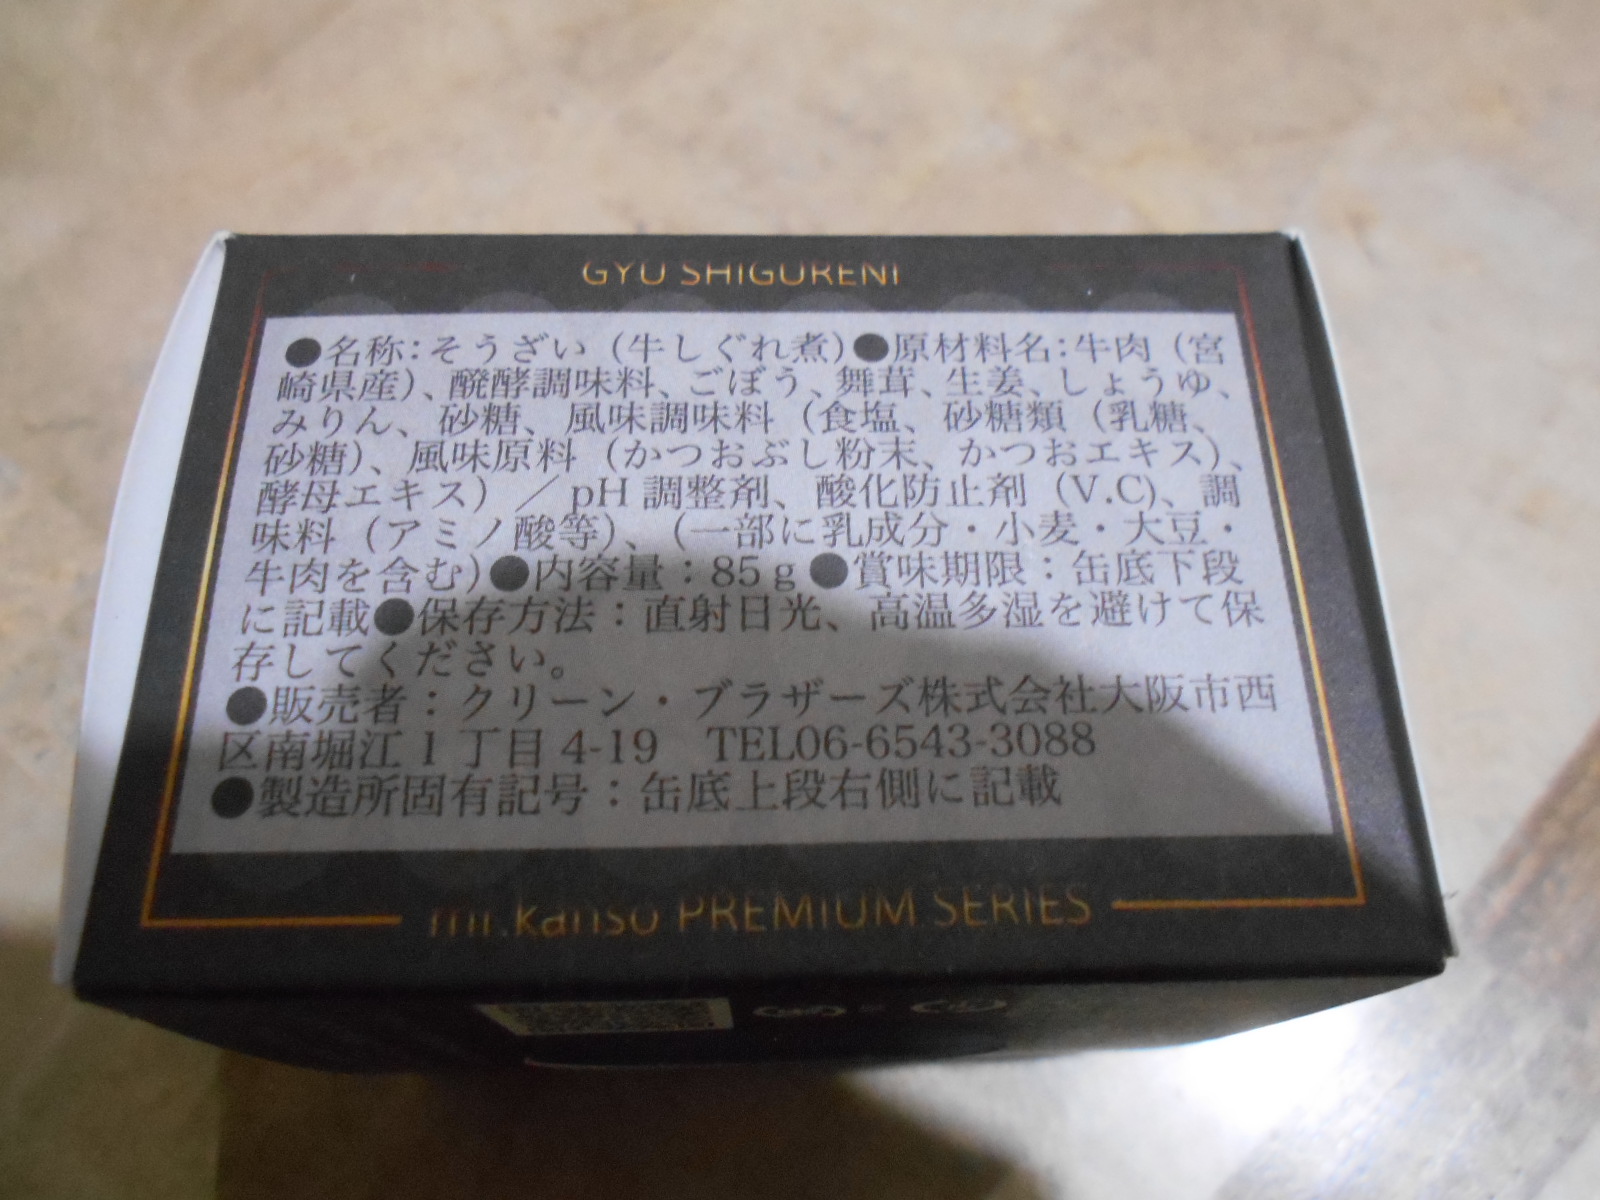 GYU SHIGURENI
●名称：そうざい（牛しぐれ煮）●原材料名：牛肉（宮
崎県産）、醗酵調味料、ごぼう、舞茸、生姜、しょうゆ、
みりん、砂糖、風味調味料（食塩、砂糖類（乳糖、
砂糖）、風味原料（かつおぶし粉末、かつおエキス）、
酵母エキス）／pH調整剤、酸化防止剤（V.C）、調
味料（アミノ酸等）、（一部に乳成分・小麦・大豆・
牛肉を含む）●内容量：85g●賞味期限：缶底下段
に記載●保存方法：直射日光、高温多湿を避けて保
存してください。
●販売者：クリーン・ブラザーズ株式会社大阪市西
区南堀江1丁目4-19　TEL06-6543-3088
●製造所固有記号：缶底上段右側に記載
mr.kanso PREMIUM SERIES